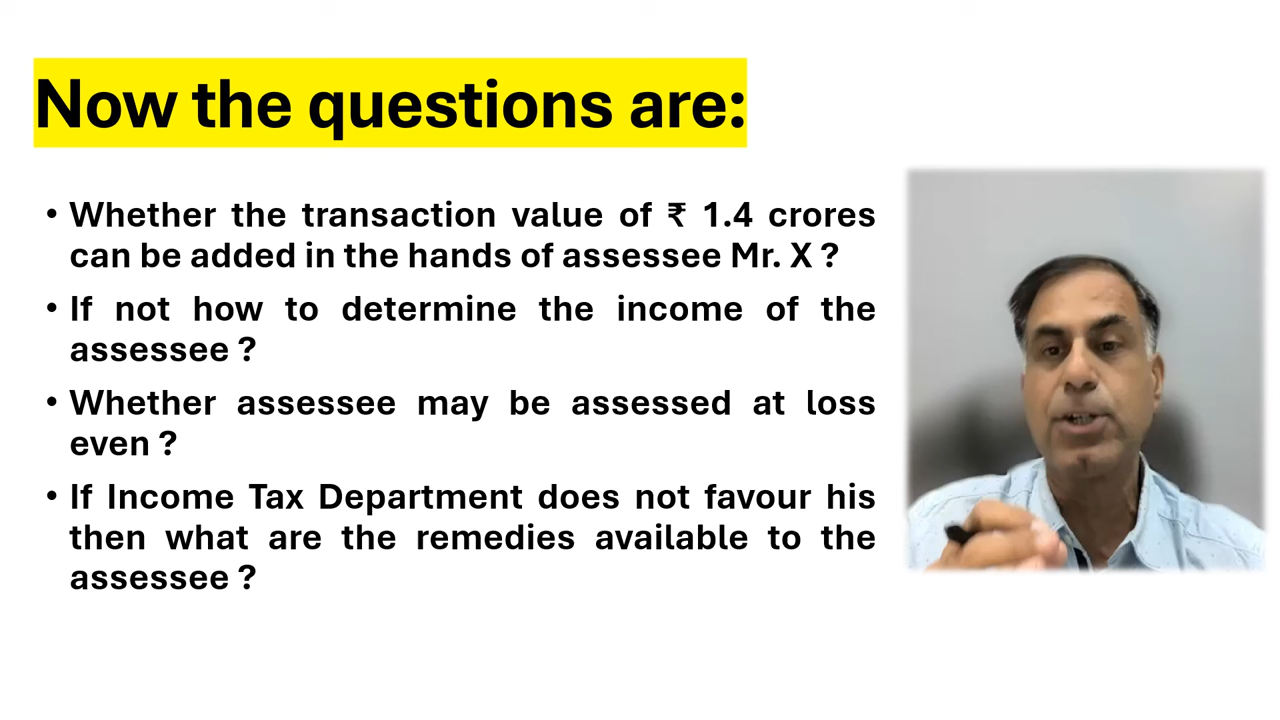 Now the questions are:
• Whether the transaction value of ₹ 1.4 crores
can be added in the hands of assessee Mr. X ?
• If not how to determine the income of the
assessee ?
• Whether assessee may be assessed at loss
even ?
• If Income Tax Department does not favour his
then what are the remedies available to the
assessee ?